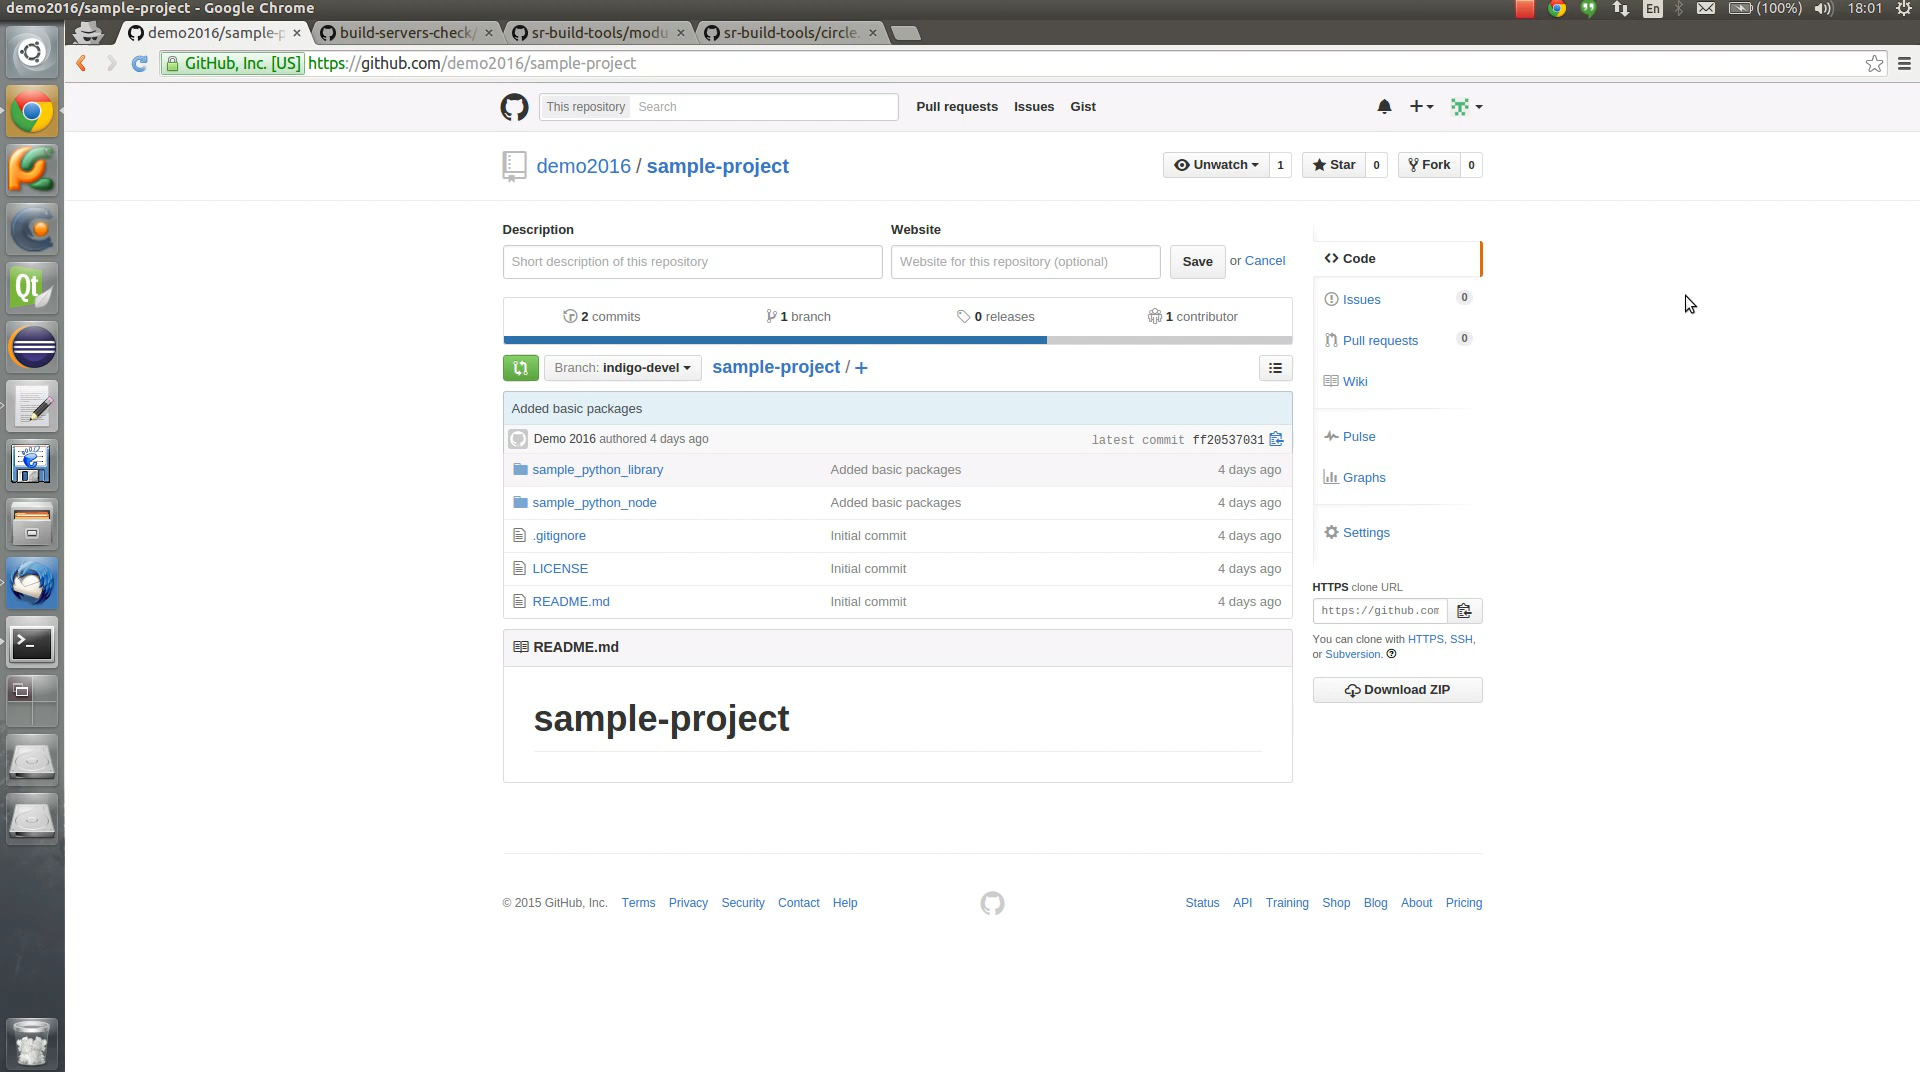 demo2016/sample-project - Google Chrome
En (100%) 18:01
demo2016/sample-p build-servers-check/ sr-build-tools/modu sr-build-tools/circle.
GitHub, Inc. [US] https://github.com/demo2016/sample-project
This repository Search Pull requests Issues Gist
demo2016 / sample-project Unwatch 1 Star 0 Fork 0
Description Website
Short description of this repository Website for this repository (optional) Save or Cancel
2 commits 1 branch 0 releases 1 contributor
Branch: indigo-devel sample-project / +
Added basic packages
Demo 2016 authored 4 days ago latest commit ff20537031
sample_python_library Added basic packages 4 days ago
sample_python_node Added basic packages 4 days ago
.gitignore Initial commit 4 days ago
LICENSE Initial commit 4 days ago
README.md Initial commit 4 days ago
README.md
sample-project
Code
Issues 0
Pull requests 0
Wiki
Pulse
Graphs
Settings
HTTPS clone URL
https://github.com
You can clone with HTTPS, SSH,
or Subversion.
Download ZIP
© 2015 GitHub, Inc. Terms Privacy Security Contact Help Status API Training Shop Blog About Pricing
Qt
>_